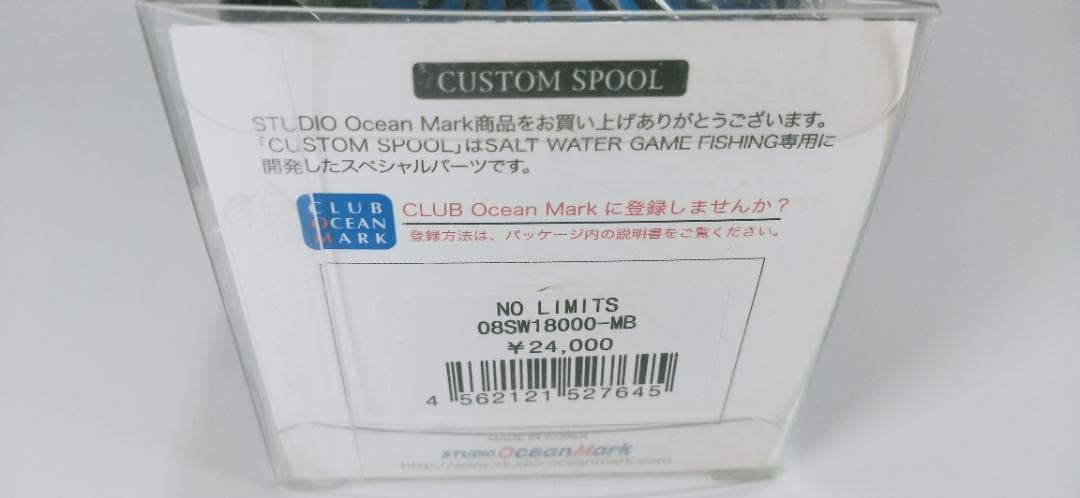 CUSTOM SPOOL
STUDIO Ocean Mark商品をお買い上げありがとうございます。
「CUSTOM SPOOL」はSALT WATER GAME FISHING専用に
開発したスペシャルパーツです。
CLUB
OCEAN
MARK
CLUB Ocean Mark に登録しませんか？
登録方法は、パッケージ内の説明書をご覧ください。
NO LIMITS
08SW18000-MB
￥24,000
4 562121 527645
MADE IN KOREA
STUDIO Ocean Mark
http://www.studio-oceanmark.com